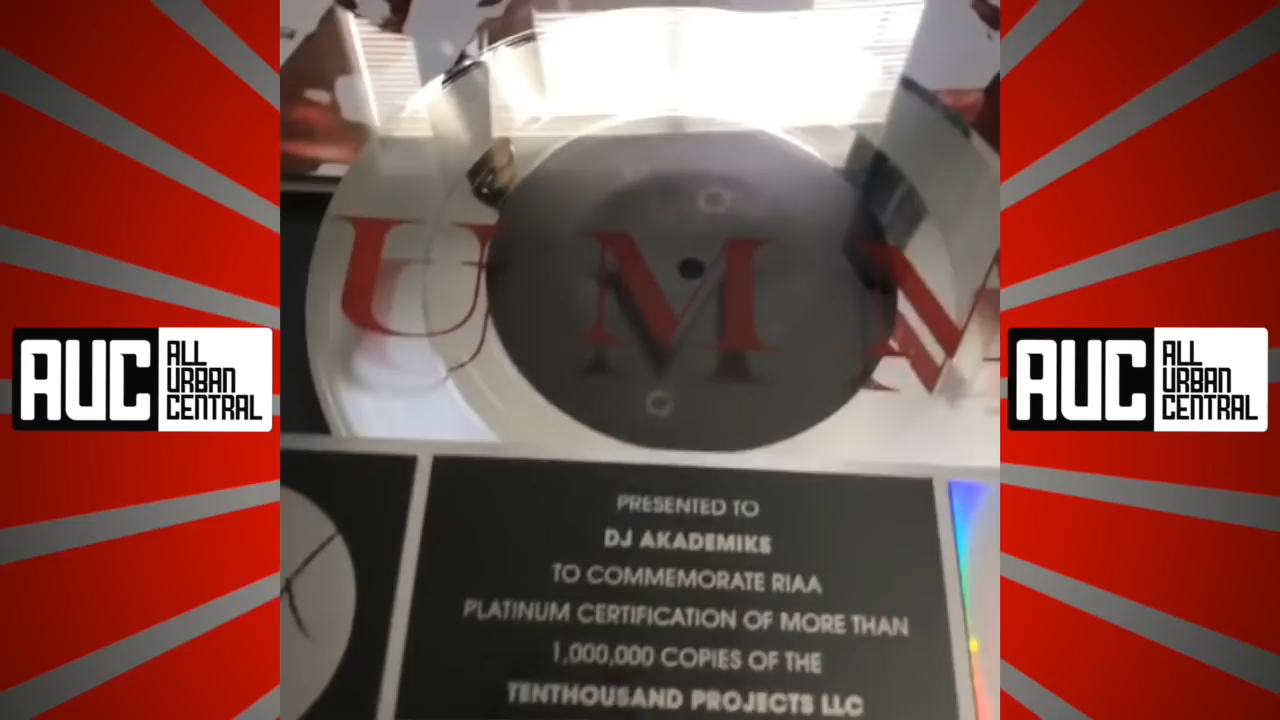 AUC
ALL
URBAN
CENTRAL
UMM
PRESENTED TO
DJ AKADEMIKS
TO COMMEMORATE RIAA
PLATINUM CERTIFICATION OF MORE THAN
1,000,000 COPIES OF THE
TENTHOUSAND PROJECTS LLC
AUC
ALL
URBAN
CENTRAL